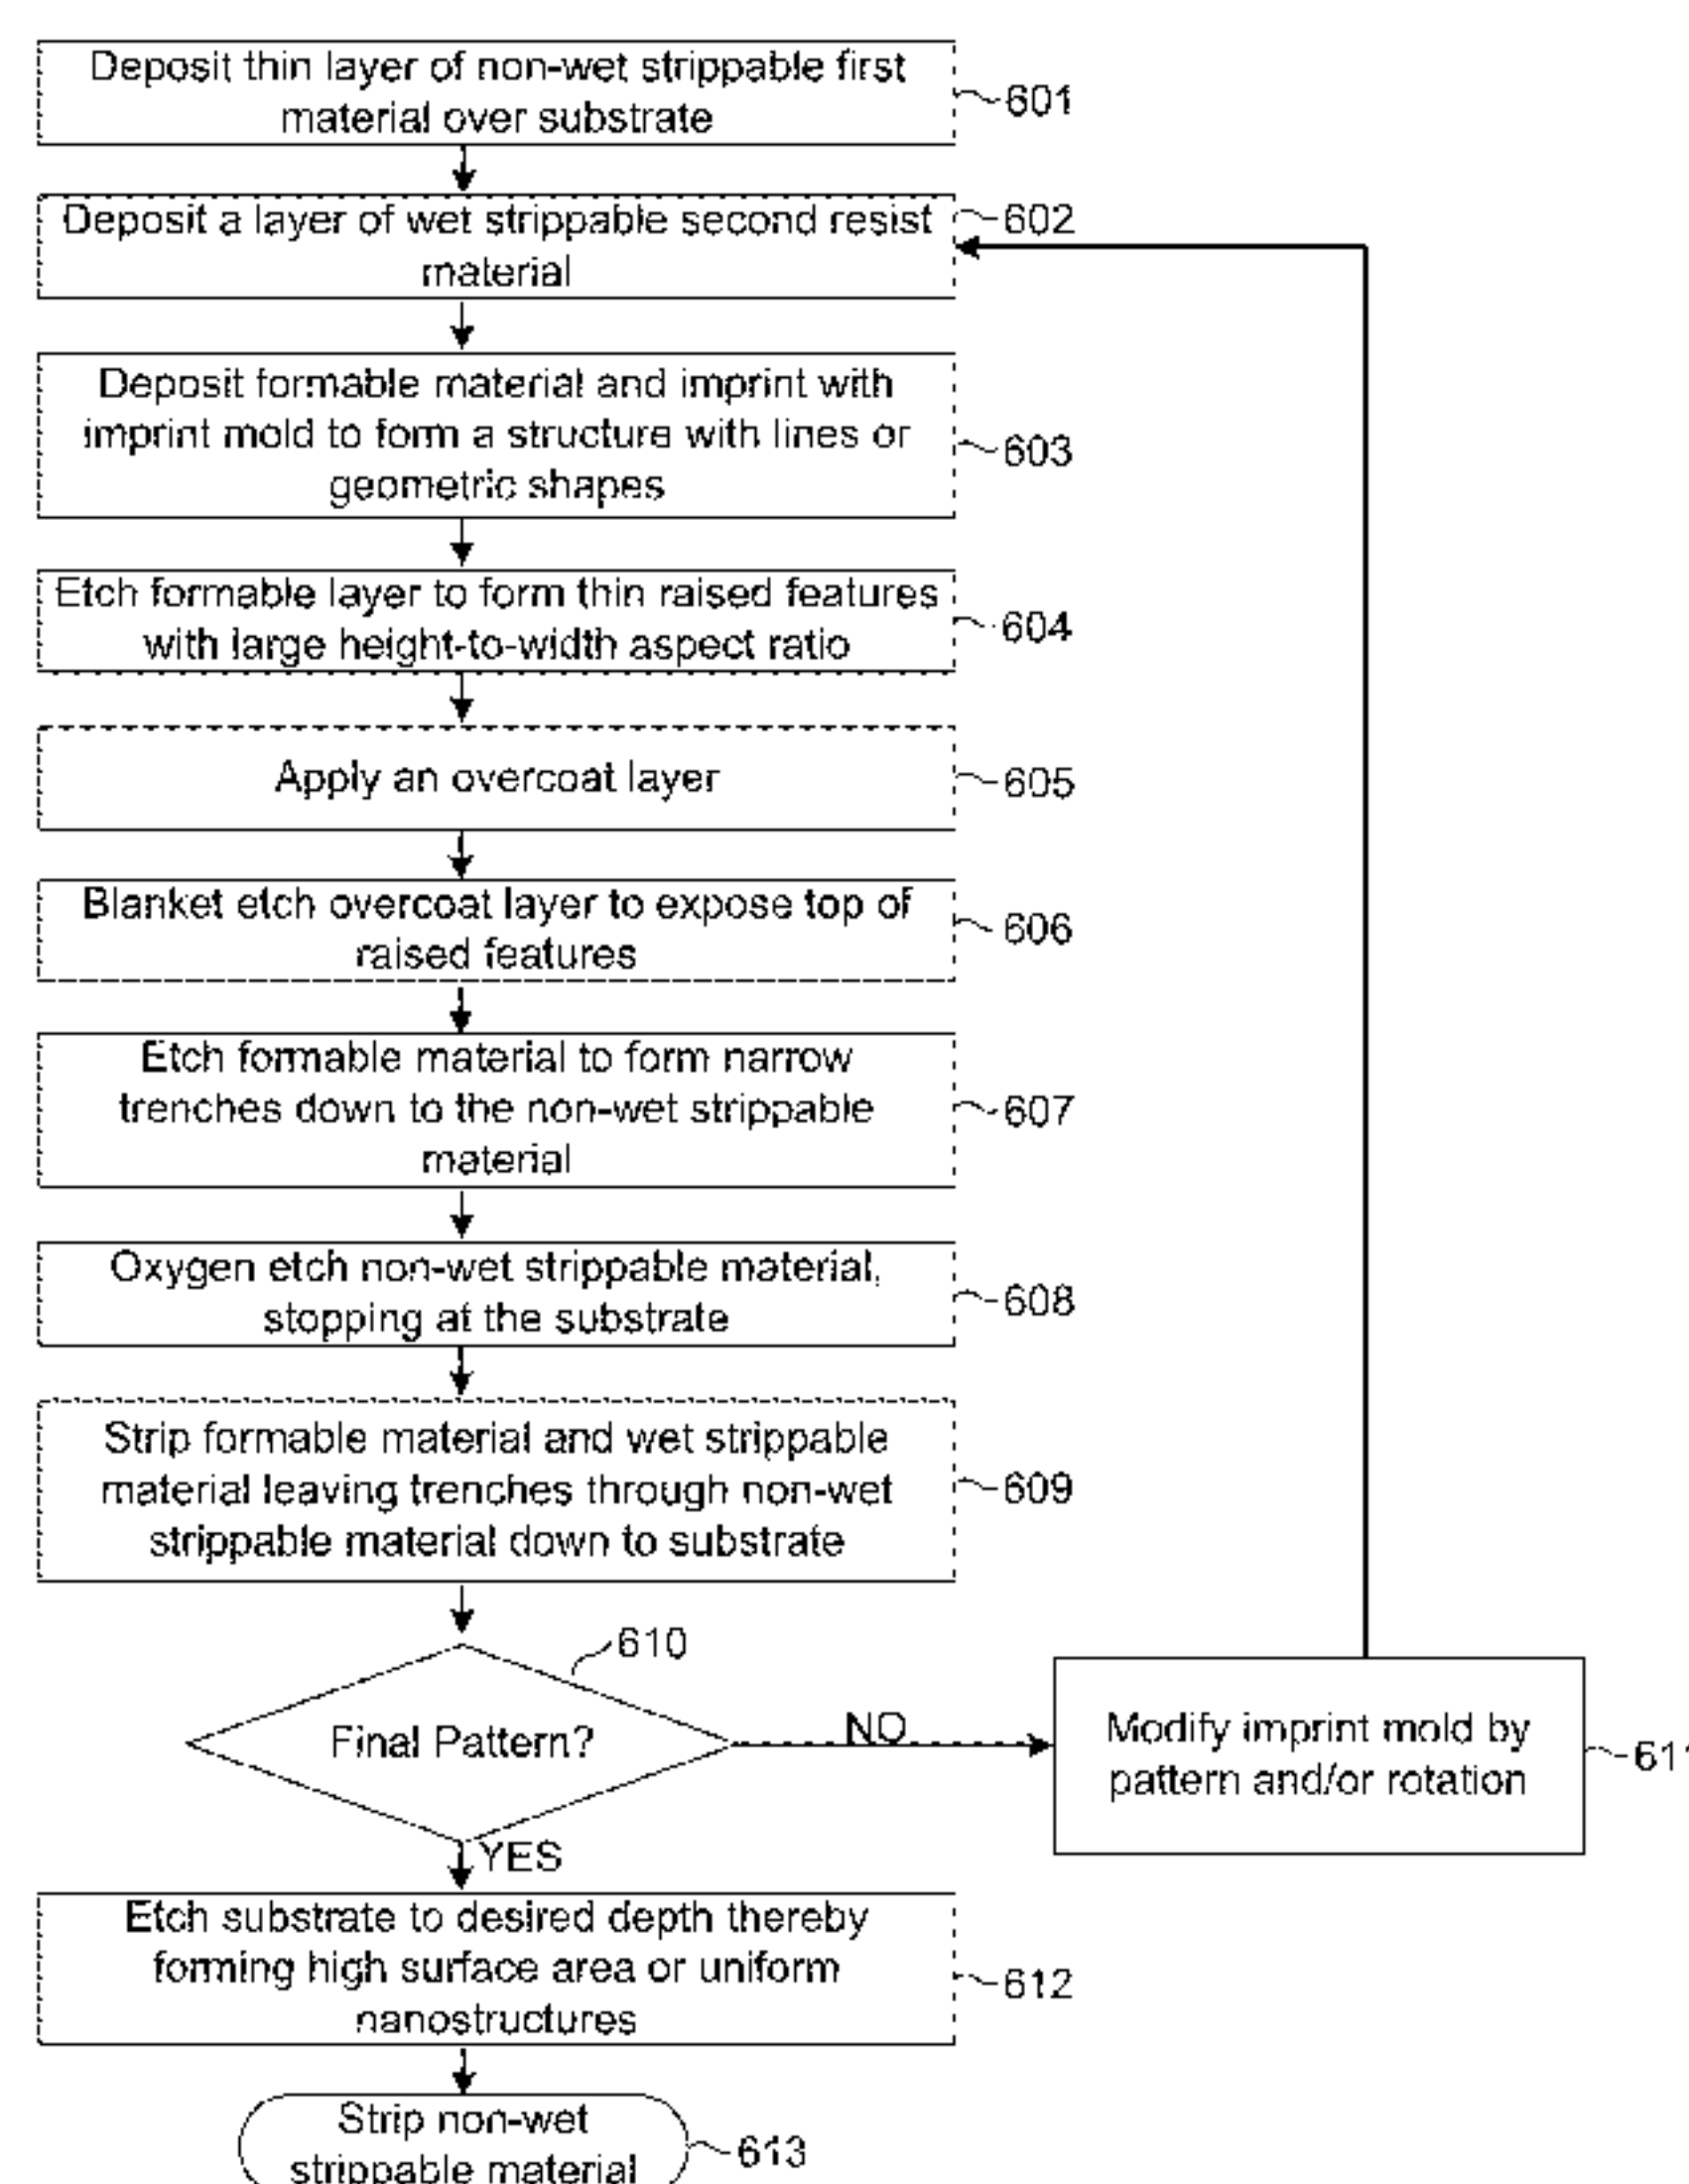 Deposit thin layer of non-wet strippable first
material over substrate
601
Deposit a layer of wet strippable second resist
material
602
Deposit formable material and imprint with
imprint mold to form a structure with lines or
geometric shapes
603
Etch formable layer to form thin raised features
with large height-to-width aspect ratio
604
Apply an overcoat layer
605
Blanket etch overcoat layer to expose top of
raised features
606
Etch formable material to form narrow
trenches down to the non-wet strippable
material
607
Oxygen etch non-wet strippable material,
stopping at the substrate
608
Strip formable material and wet strippable
material leaving trenches through non-wet
strippable material down to substrate
609
610
Final Pattern?
NO
Modify imprint mold by
pattern and/or rotation
611
YES
Etch substrate to desired depth thereby
forming high surface area or uniform
nanostructures
612
Strip non-wet
strippable material
613